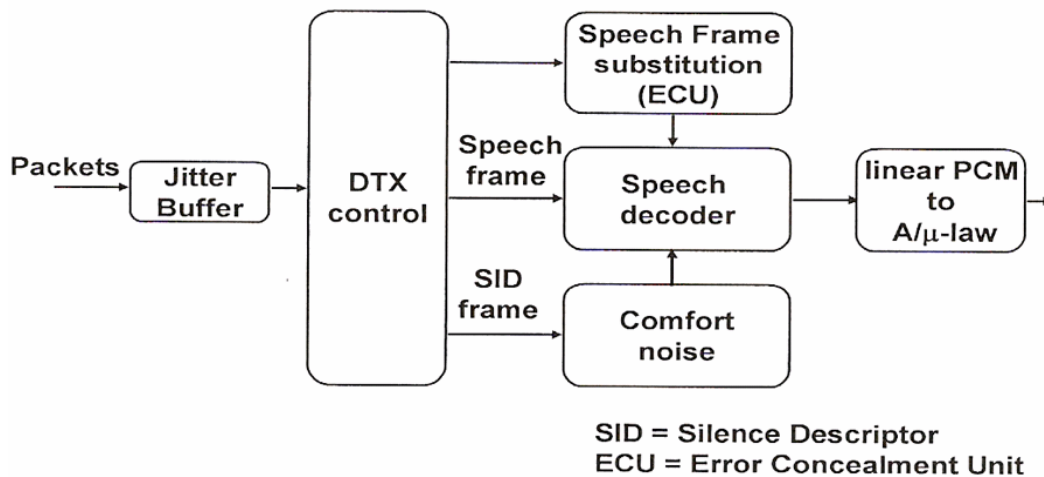 Packets
Jitter
Buffer
DTX
control
Speech
frame
SID
frame
Speech Frame
substitution
(ECU)
Speech
decoder
Comfort
noise
linear PCM
to
A/μ-law
SID = Silence Descriptor
ECU = Error Concealment Unit